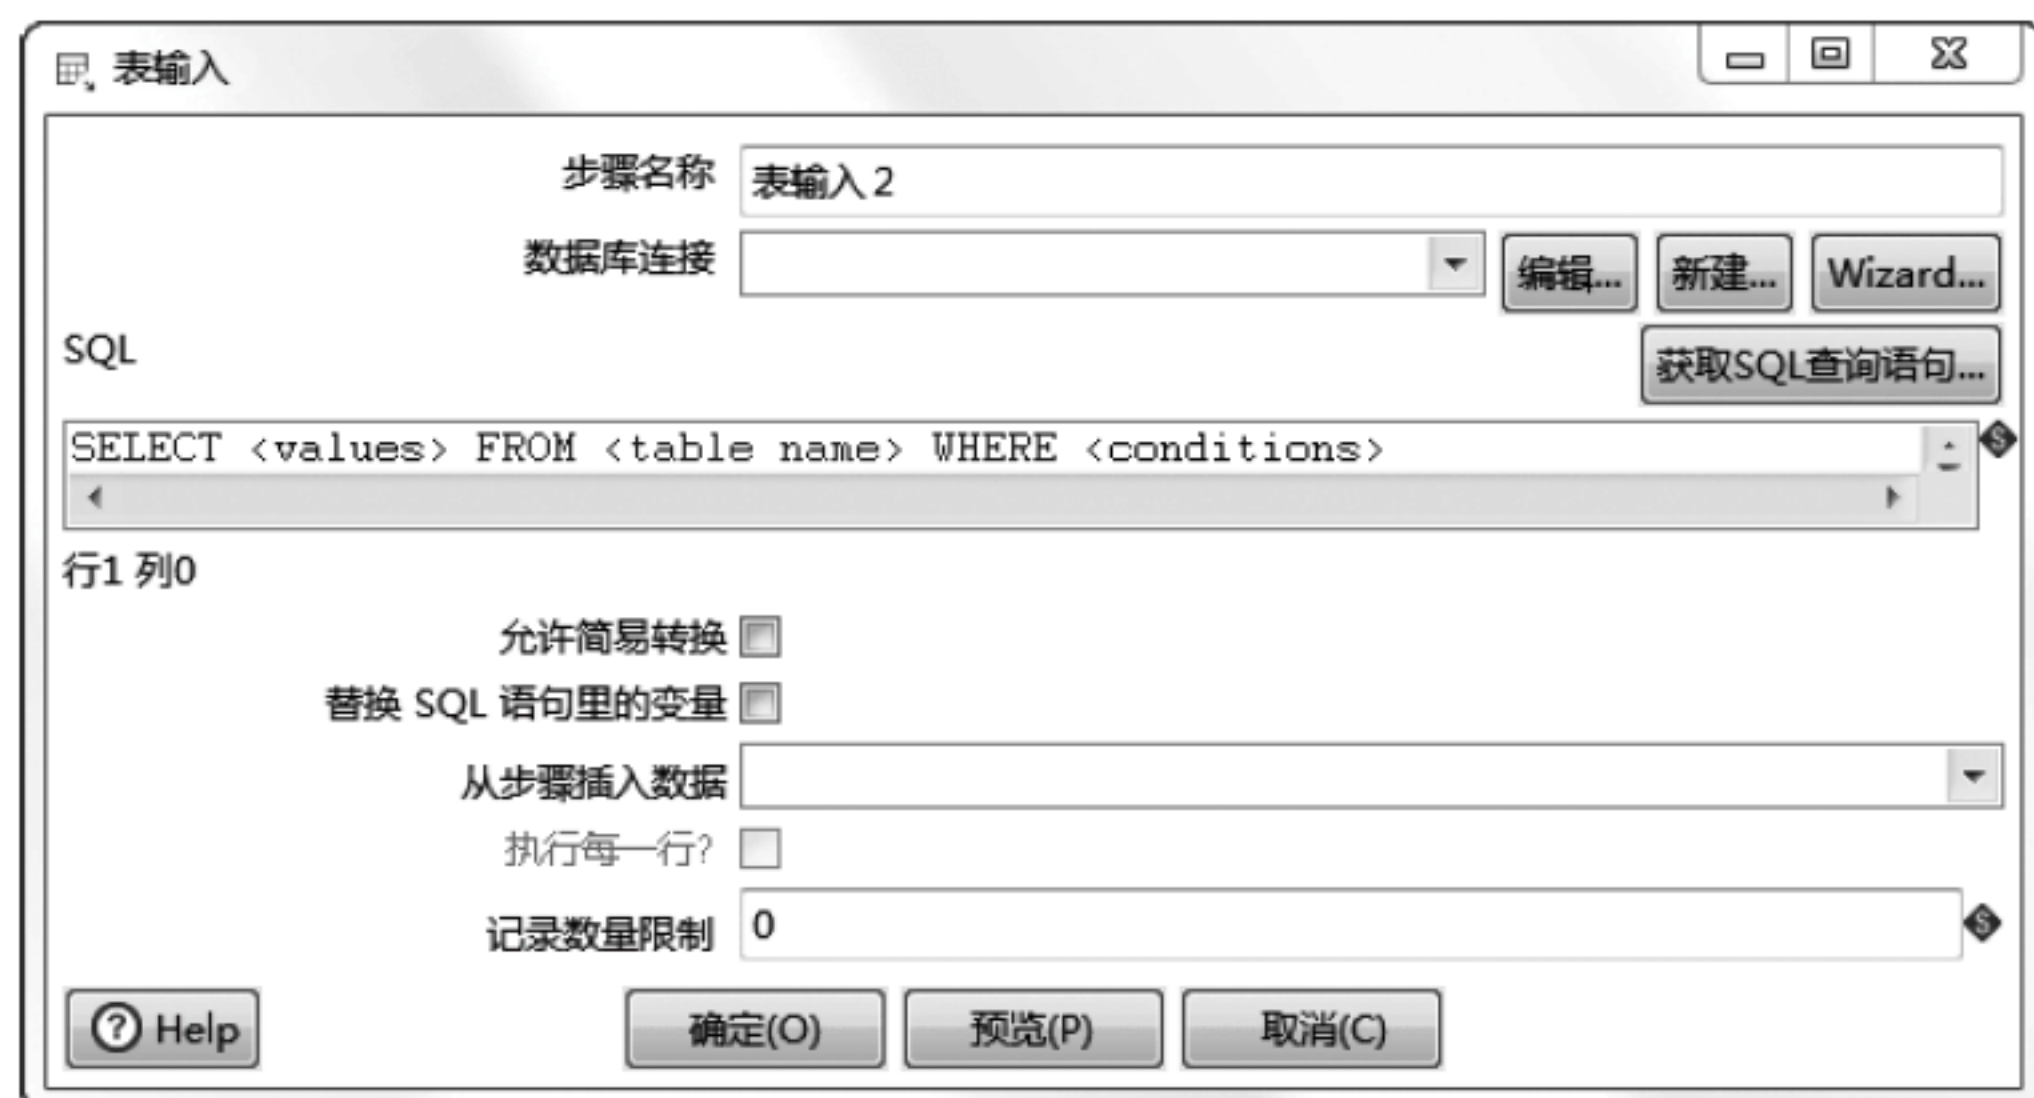 表输入
步骤名称 表输入 2
数据库连接 编辑... 新建... Wizard...
SQL 获取SQL查询语句...
SELECT <values> FROM <table name> WHERE <conditions>
行1 列0
允许简易转换
替换 SQL 语句里的变量
从步骤插入数据
执行每一行?
记录数量限制 0
Help 确定(O) 预览(P) 取消(C)